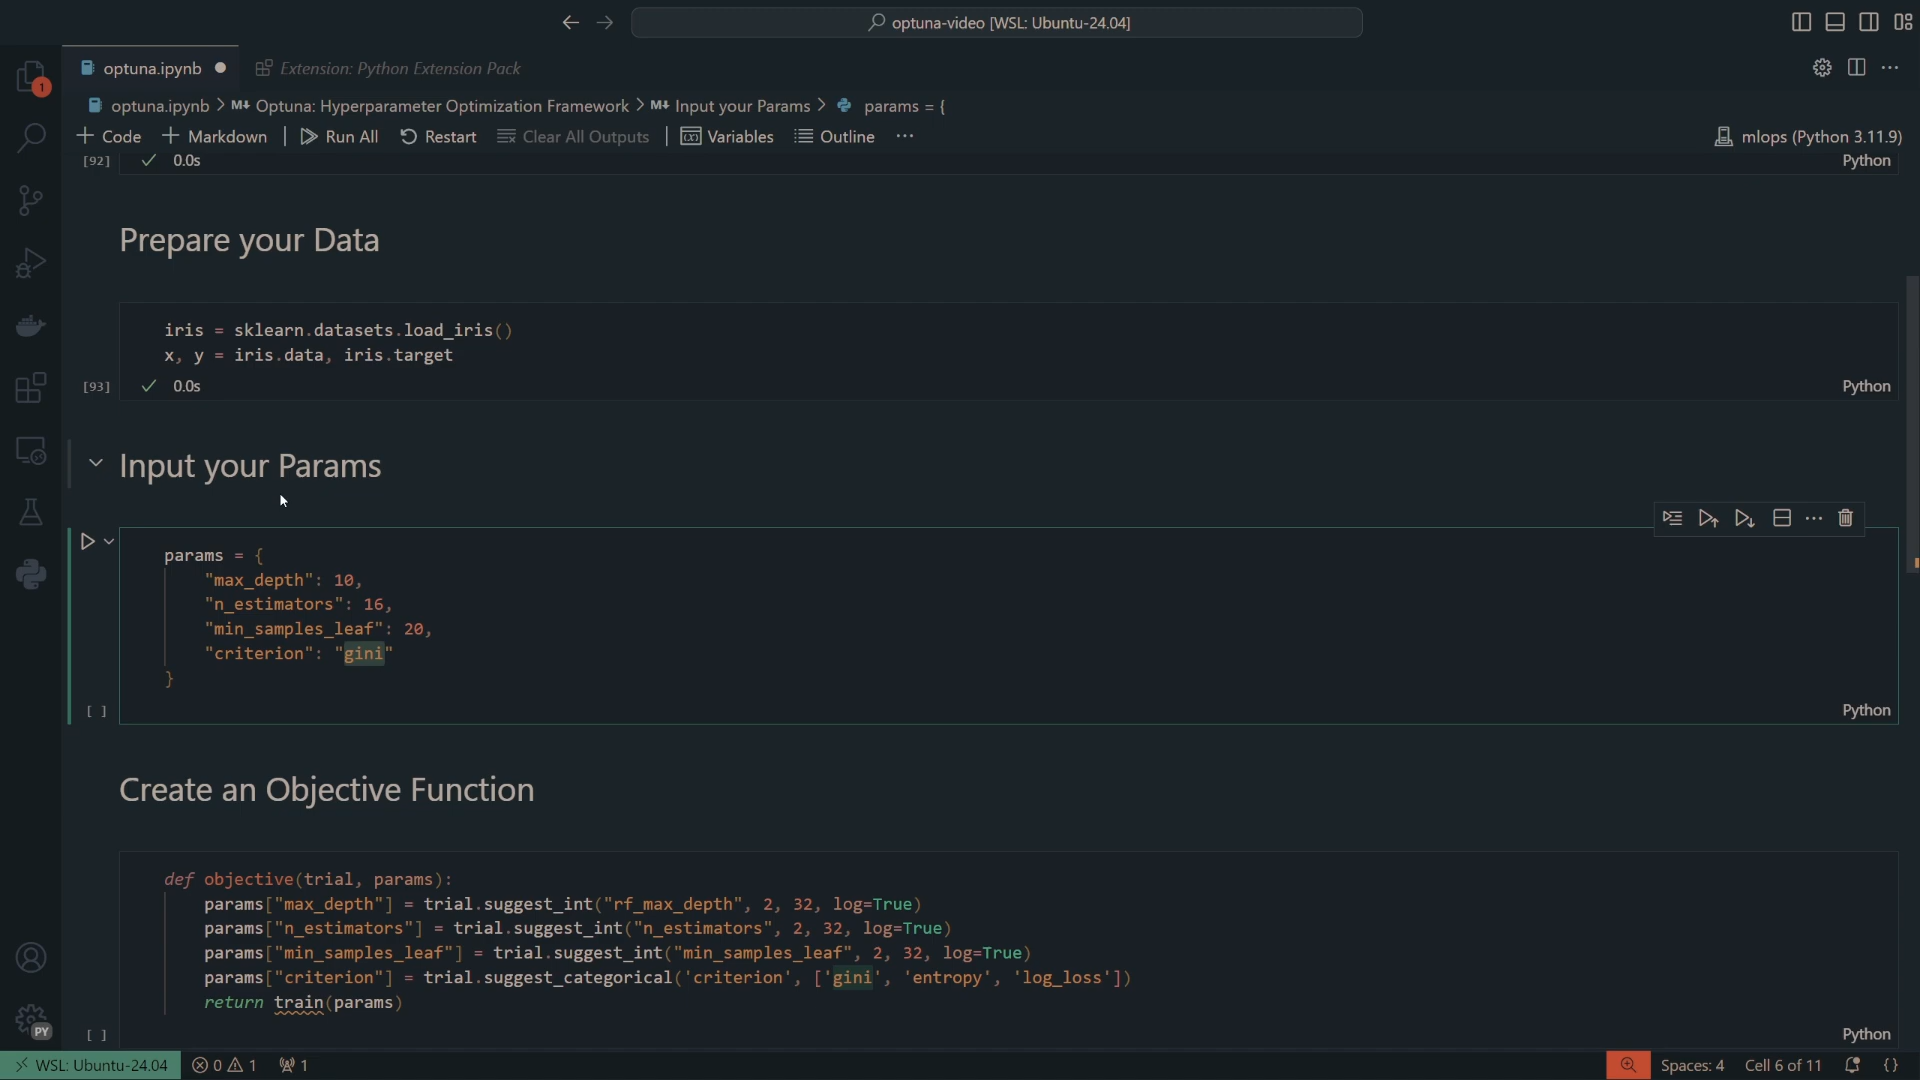 optuna-video [WSL: Ubuntu-24.04]
optuna.ipynb
Extension: Python Extension Pack
1
optuna.ipynb > M↓ Optuna: Hyperparameter Optimization Framework > M↓ Input your Params > params = {
+ Code + Markdown | Run All Restart Clear All Outputs | Variables Outline ...
mlops (Python 3.11.9)
[92] ✓ 0.0s
Python
Prepare your Data
iris = sklearn.datasets.load_iris()
x, y = iris.data, iris.target
[93] ✓ 0.0s
Python
Input your Params
params = {
    "max_depth": 10,
    "n_estimators": 16,
    "min_samples_leaf": 20,
    "criterion": "gini"
}
[ ]
Python
Create an Objective Function
def objective(trial, params):
    params["max_depth"] = trial.suggest_int("rf_max_depth", 2, 32, log=True)
    params["n_estimators"] = trial.suggest_int("n_estimators", 2, 32, log=True)
    params["min_samples_leaf"] = trial.suggest_int("min_samples_leaf", 2, 32, log=True)
    params["criterion"] = trial.suggest_categorical('criterion', ['gini', 'entropy', 'log_loss'])
    return train(params)
[ ]
Python
PY
WSL: Ubuntu-24.04 0 1 1
Spaces: 4 Cell 6 of 11 {}